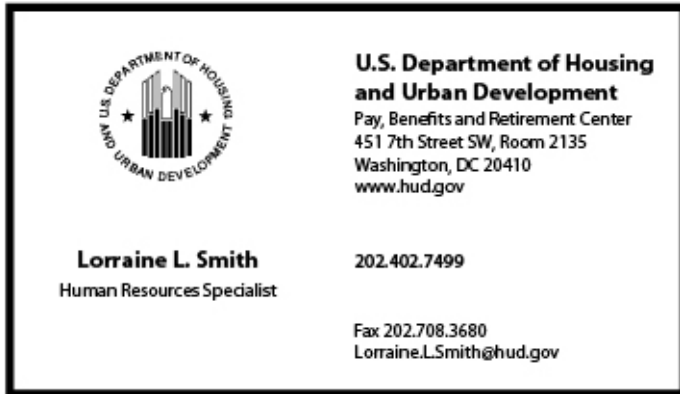 U.S. DEPARTMENT OF HOUSING
AND URBAN DEVELOPMENT
Lorraine L. Smith
Human Resources Specialist
U.S. Department of Housing
and Urban Development
Pay, Benefits and Retirement Center
451 7th Street SW, Room 2135
Washington, DC 20410
www.hud.gov
202.402.7499
Fax 202.708.3680
Lorraine.L.Smith@hud.gov